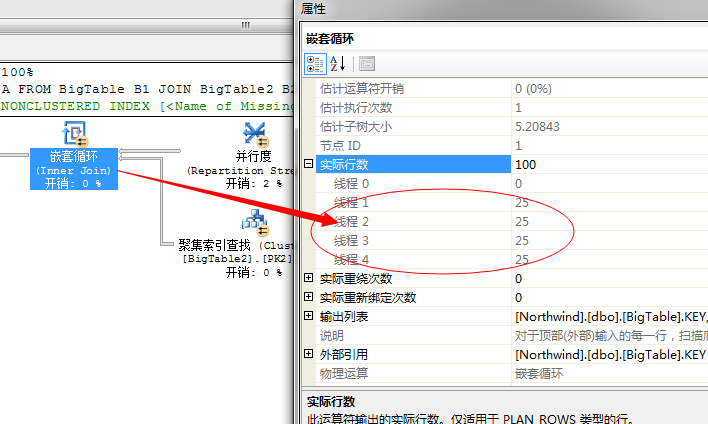 100%
A FROM BigTable B1 JOIN BigTable2 B2
NONCLUSTERED INDEX [<Name of Missing
嵌套循环
(Inner Join)
开销: 0 %
并行度
(Repartition Stre
开销: 2 %
聚集索引查找 (Clust
[BigTable2].[PK2]
开销: 0 %
属性
嵌套循环
估计运算符开销 0 (0%)
估计执行次数 1
估计子树大小 5.20843
节点 ID 1
实际行数 100
线程 0 0
线程 1 25
线程 2 25
线程 3 25
线程 4 25
实际重绕次数 0
实际重新绑定次数 0
输出列表 [Northwind].[dbo].[BigTable].KEY,
说明 对于顶部(外部)输入的每一行，扫描底
外部引用 [Northwind].[dbo].[BigTable].KEY
物理运算 嵌套循环
实际行数
此运算符输出的实际行数。仅适用于 PLAN_ROWS 类型的行。